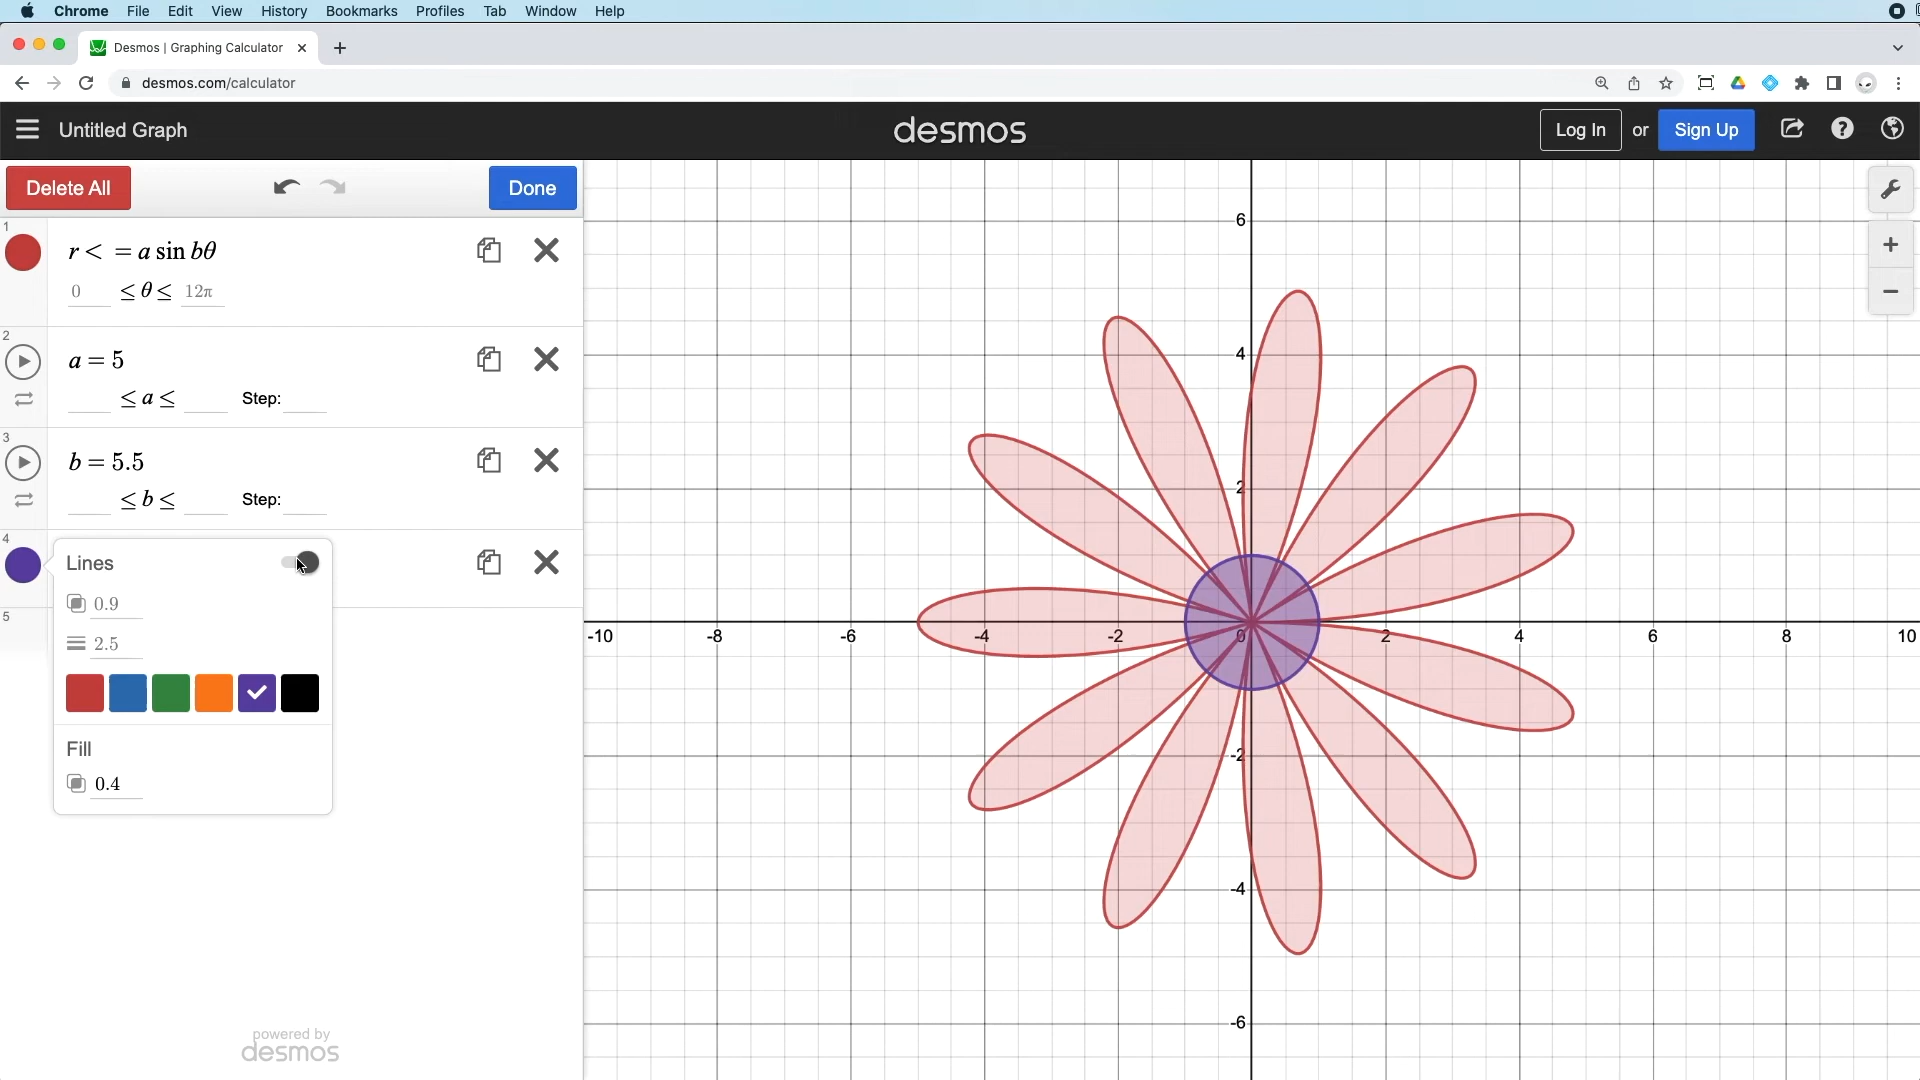 Chrome File Edit View History Bookmarks Profiles Tab Window Help
Desmos | Graphing Calculator
desmos.com/calculator
Untitled Graph
desmos
Log In or Sign Up
Delete All
Done
1
r < = a sin bθ
0 ≤ θ ≤ 12π
2
a = 5
≤ a ≤ Step:
3
b = 5.5
≤ b ≤ Step:
4
Lines
0.9
2.5
Fill
0.4
5
powered by
desmos
6
4
2
-10 -8 -6 -4 -2 0 2 4 6 8 10
-2
-4
-6